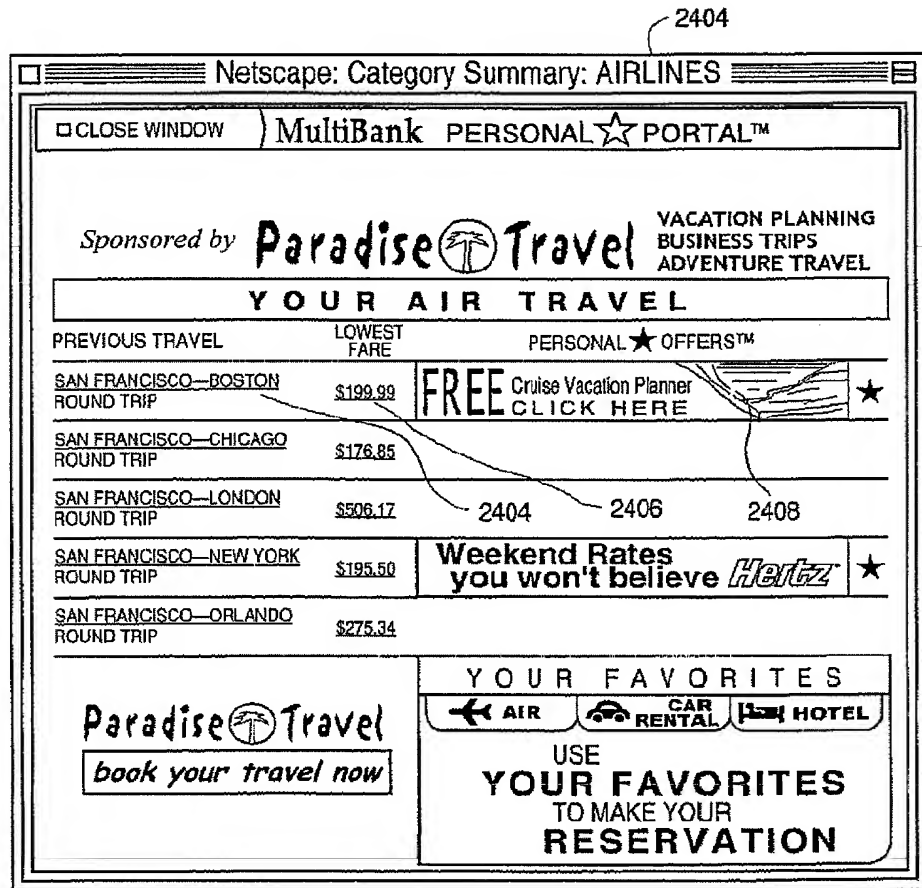 2404
Netscape: Category Summary: AIRLINES
CLOSE WINDOW MultiBank PERSONAL PORTAL™
Sponsored by Paradise Travel
VACATION PLANNING
BUSINESS TRIPS
ADVENTURE TRAVEL
YOUR AIR TRAVEL
PREVIOUS TRAVEL
LOWEST
FARE
PERSONAL ★ OFFERS™
SAN FRANCISCO—BOSTON
ROUND TRIP
$199.99
FREE Cruise Vacation Planner
CLICK HERE
SAN FRANCISCO—CHICAGO
ROUND TRIP
$176.85
SAN FRANCISCO—LONDON
ROUND TRIP
$506.17
2404 2406 2408
SAN FRANCISCO—NEW YORK
ROUND TRIP
$195.50
Weekend Rates
you won't believe Hertz
SAN FRANCISCO—ORLANDO
ROUND TRIP
$275.34
Paradise Travel
book your travel now
YOUR FAVORITES
AIR
CAR
RENTAL
HOTEL
USE
YOUR FAVORITES
TO MAKE YOUR
RESERVATION